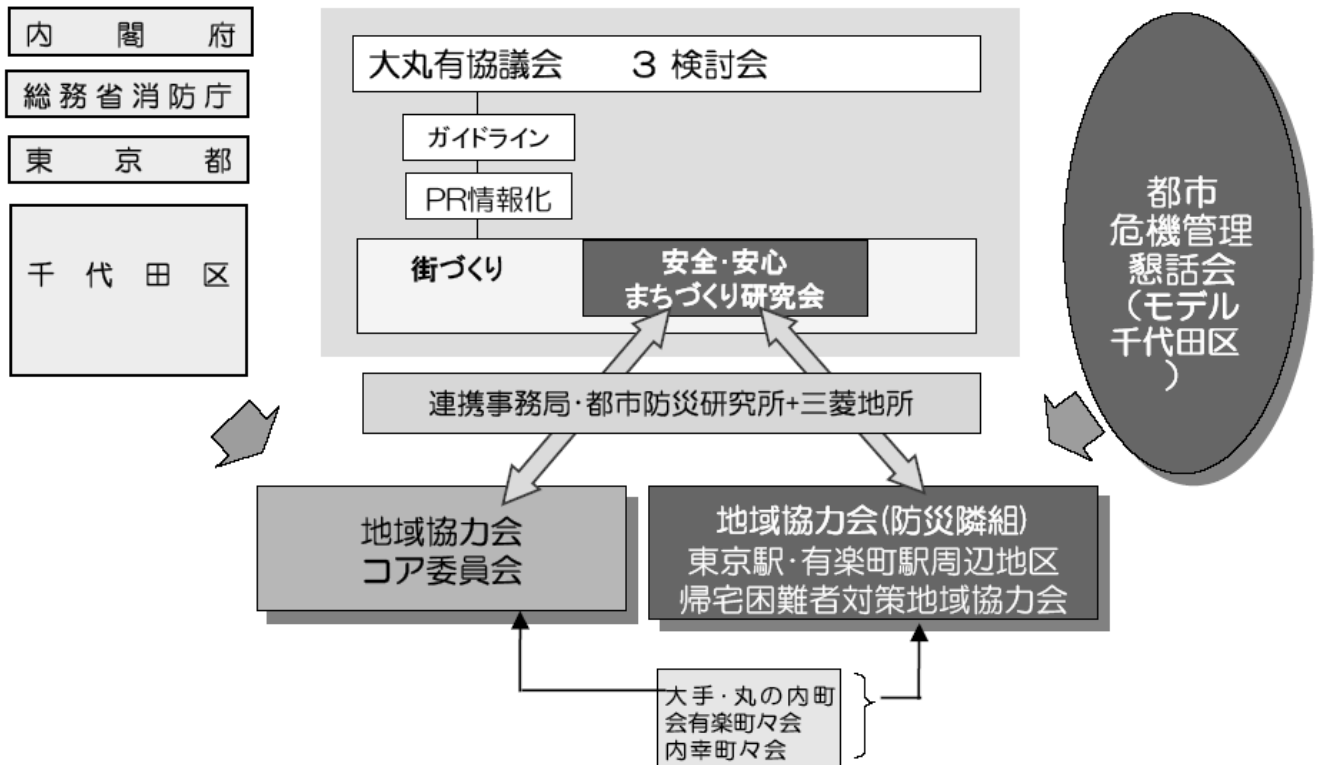 内閣府
総務省消防庁
東京都
千代田区
大丸有協議会 3 検討会
ガイドライン
PR情報化
街づくり
安全・安心
まちづくり研究会
連携事務局・都市防災研究所+三菱地所
都市
危機管理
懇話会
(モデル
千代田区
)
地域協力会
コア委員会
地域協力会(防災隣組)
東京駅・有楽町駅周辺地区
帰宅困難者対策地域協力会
大手・丸の内町
会有楽町々会
内幸町々会